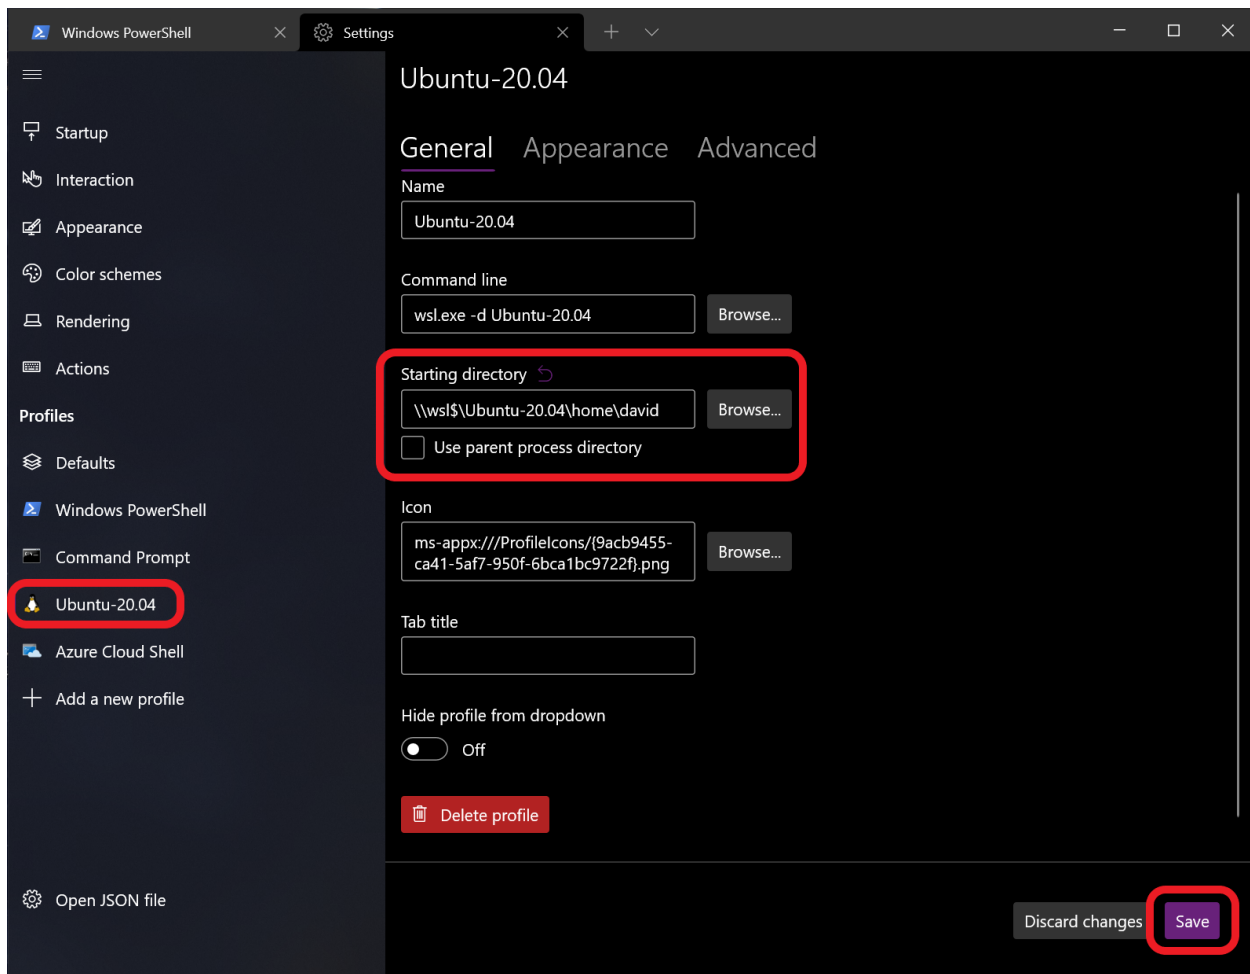 Windows PowerShell
Settings
Startup
Interaction
Appearance
Color schemes
Rendering
Actions
Profiles
Defaults
Windows PowerShell
Command Prompt
Ubuntu-20.04
Azure Cloud Shell
Add a new profile
Open JSON file
Ubuntu-20.04
General Appearance Advanced
Name
Ubuntu-20.04
Command line
wsl.exe -d Ubuntu-20.04
Browse...
Starting directory
\\wsl$\Ubuntu-20.04\home\david
Browse...
Use parent process directory
Icon
ms-appx:///ProfileIcons/{9acb9455-
ca41-5af7-950f-6bca1bc9722f}.png
Browse...
Tab title
Hide profile from dropdown
Off
Delete profile
Discard changes
Save